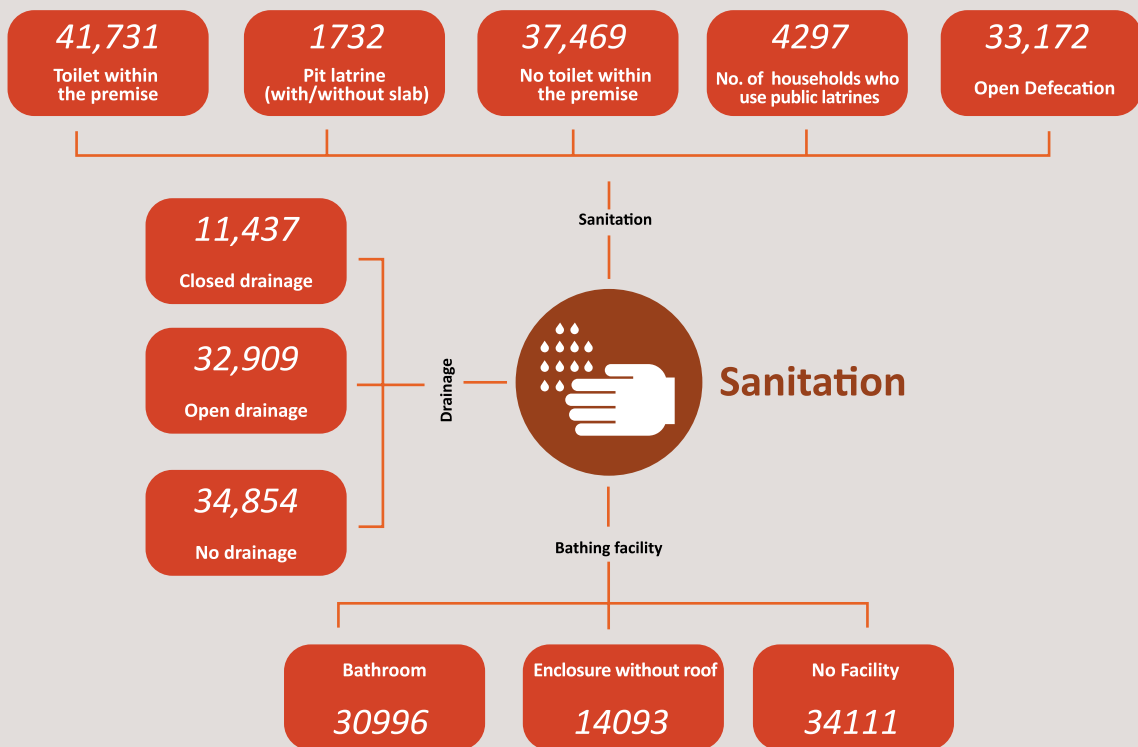 41,731
Toilet within
the premise
1732
Pit latrine
(with/without slab)
37,469
No toilet within
the premise
4297
No. of households who
use public latrines
33,172
Open Defecation
Sanitation
11,437
Closed drainage
32,909
Open drainage
34,854
No drainage
Drainage
Sanitation
Bathing facility
Bathroom
30996
Enclosure without roof
14093
No Facility
34111